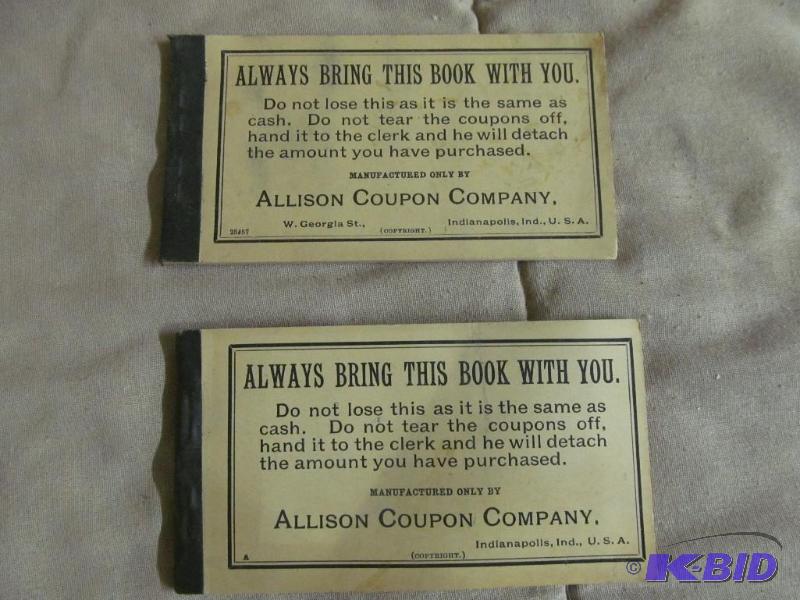 ALWAYS BRING THIS BOOK WITH YOU.
Do not lose this as it is the same as
cash. Do not tear the coupons off,
hand it to the clerk and he will detach
the amount you have purchased.
MANUFACTURED ONLY BY
ALLISON COUPON COMPANY,
W. Georgia St., Indianapolis, Ind., U. S. A.
25457 (COPYRIGHT.)
ALWAYS BRING THIS BOOK WITH YOU.
Do not lose this as it is the same as
cash. Do not tear the coupons off,
hand it to the clerk and he will detach
the amount you have purchased.
MANUFACTURED ONLY BY
ALLISON COUPON COMPANY,
Indianapolis, Ind., U. S. A.
A (COPYRIGHT.)
© K-BID